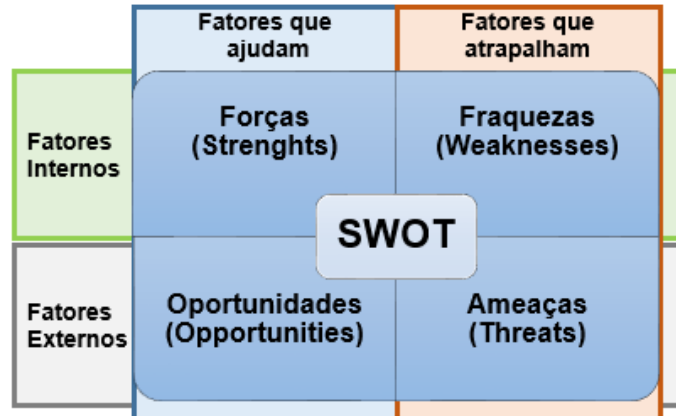 Fatores que
ajudam
Fatores que
atrapalham
Fatores
Internos
Forças
(Strenghts)
Fraquezas
(Weaknesses)
SWOT
Fatores
Externos
Oportunidades
(Opportunities)
Ameaças
(Threats)